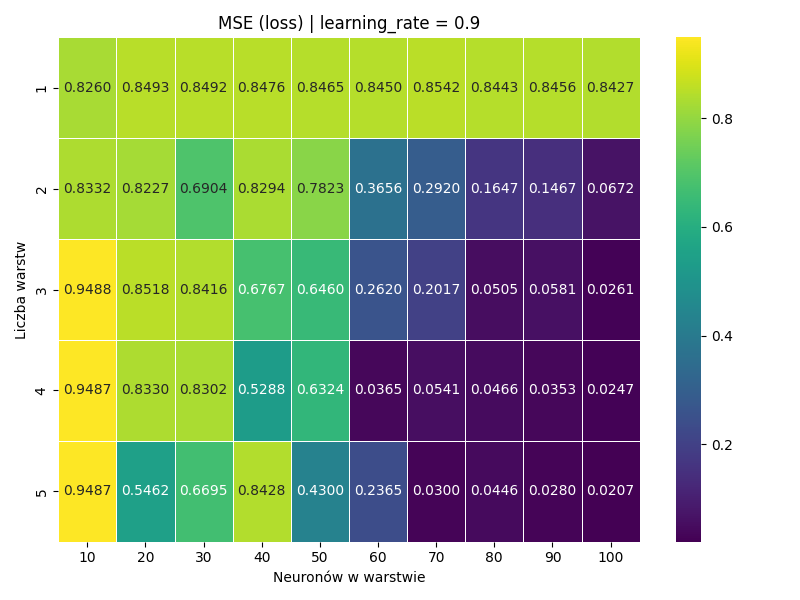 MSE (loss) | learning_rate = 0.9
1 0.8260 0.8493 0.8492 0.8476 0.8465 0.8450 0.8542 0.8443 0.8456 0.8427
2 0.8332 0.8227 0.6904 0.8294 0.7823 0.3656 0.2920 0.1647 0.1467 0.0672
3 0.9488 0.8518 0.8416 0.6767 0.6460 0.2620 0.2017 0.0505 0.0581 0.0261
4 0.9487 0.8330 0.8302 0.5288 0.6324 0.0365 0.0541 0.0466 0.0353 0.0247
5 0.9487 0.5462 0.6695 0.8428 0.4300 0.2365 0.0300 0.0446 0.0280 0.0207
10 20 30 40 50 60 70 80 90 100
Neuronów w warstwie
Liczba warstw
0.8
0.6
0.4
0.2